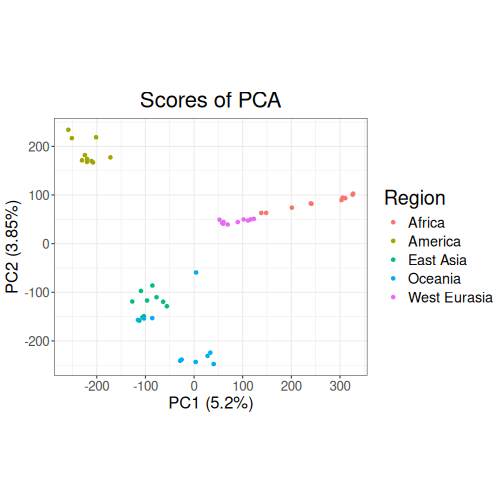 Scores of PCA
PC2 (3.85%)
200
100
0
-100
-200
-200 -100 0 100 200 300
PC1 (5.2%)
Region
Africa
America
East Asia
Oceania
West Eurasia